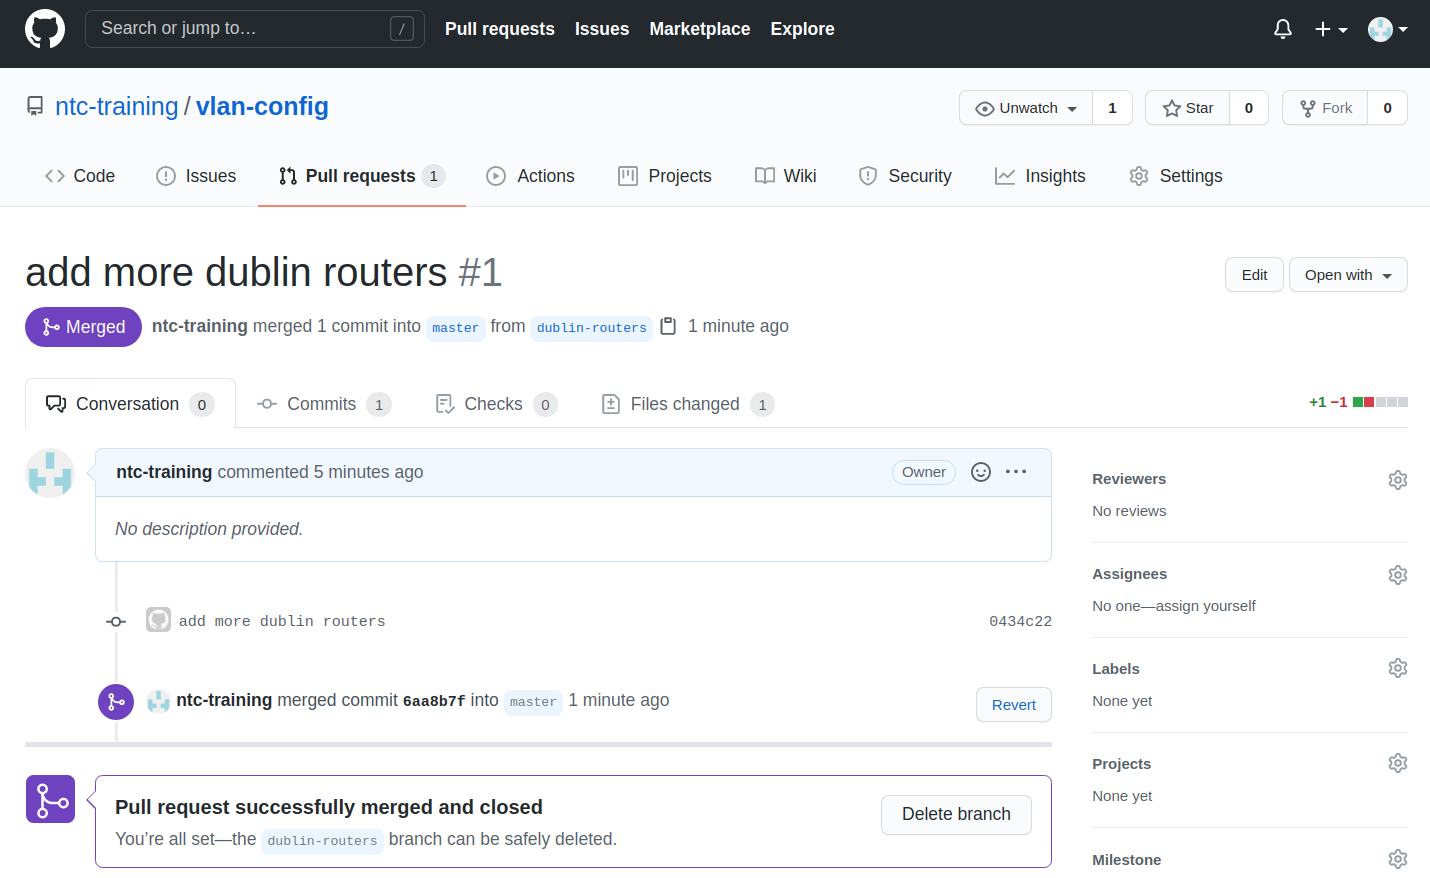 Search or jump to… /
Pull requests Issues Marketplace Explore
ntc-training / vlan-config
Unwatch 1 Star 0 Fork 0
Code Issues Pull requests 1 Actions Projects Wiki Security Insights Settings
add more dublin routers #1
Edit Open with
Merged ntc-training merged 1 commit into master from dublin-routers 1 minute ago
Conversation 0 Commits 1 Checks 0 Files changed 1
+1 −1
ntc-training commented 5 minutes ago
Owner
No description provided.
add more dublin routers 0434c22
ntc-training merged commit 6aa8b7f into master 1 minute ago
Revert
Pull request successfully merged and closed
You’re all set—the dublin-routers branch can be safely deleted.
Delete branch
Reviewers
No reviews
Assignees
No one—assign yourself
Labels
None yet
Projects
None yet
Milestone